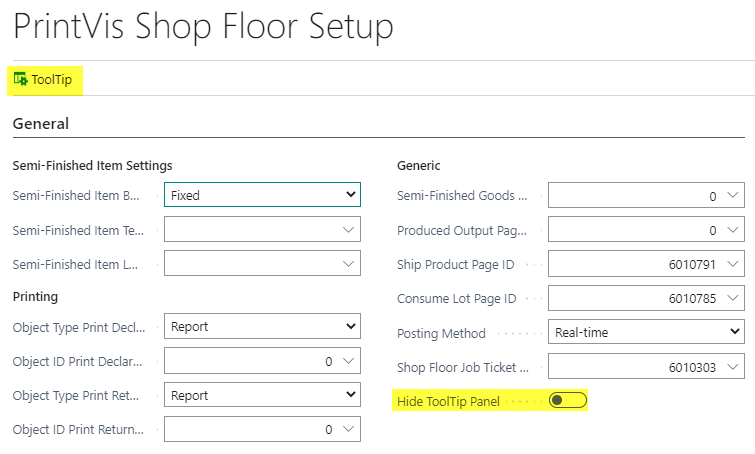 PrintVis Shop Floor Setup
ToolTip
General
Semi-Finished Item Settings
Semi-Finished Item B... Fixed
Semi-Finished Item Te...
Semi-Finished Item L...
Printing
Object Type Print Decl... Report
Object ID Print Declar... 0
Object Type Print Ret... Report
Object ID Print Return... 0
Generic
Semi-Finished Goods ... 0
Produced Output Pag... 0
Ship Product Page ID 6010791
Consume Lot Page ID 6010785
Posting Method Real-time
Shop Floor Job Ticket ... 6010303
Hide ToolTip Panel